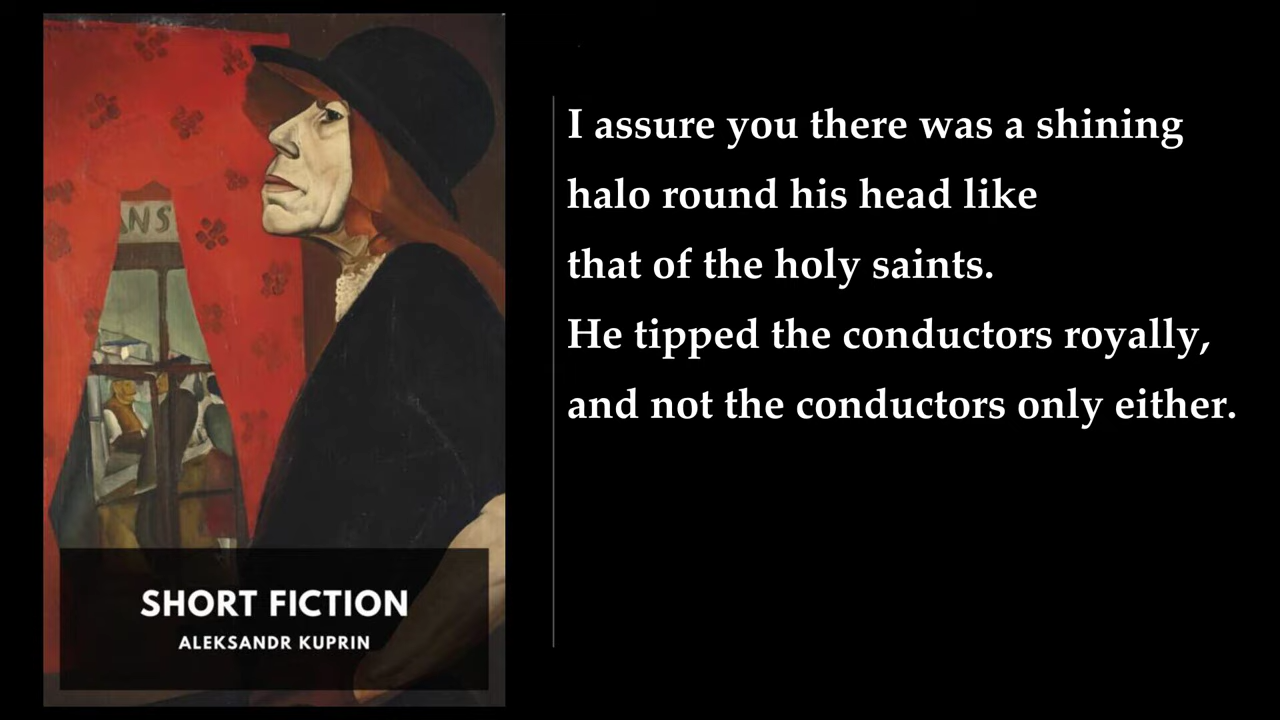 ANS
SHORT FICTION
ALEKSANDR KUPRIN
I assure you there was a shining
halo round his head like
that of the holy saints.
He tipped the conductors royally,
and not the conductors only either.